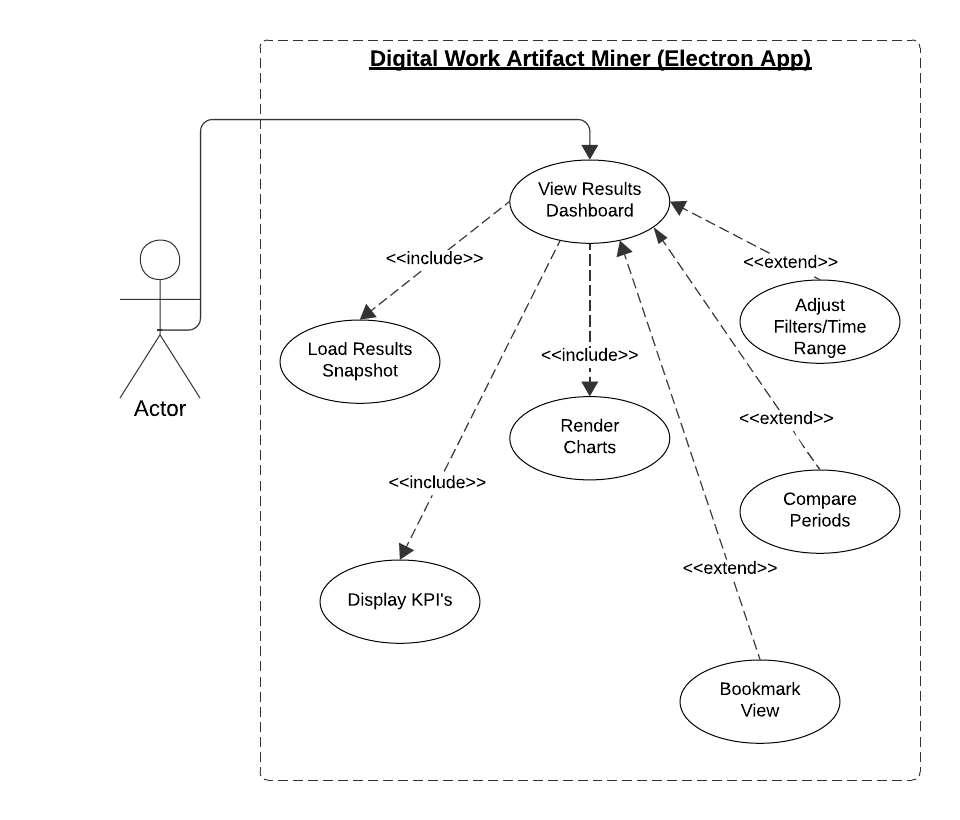 Digital Work Artifact Miner (Electron App)
View Results
Dashboard
<<include>>
<<extend>>
Adjust
Filters/Time
Range
Load Results
Snapshot
<<include>>
Render
Charts
<<extend>>
Actor
<<include>>
Compare
Periods
<<extend>>
Display KPI's
Bookmark
View